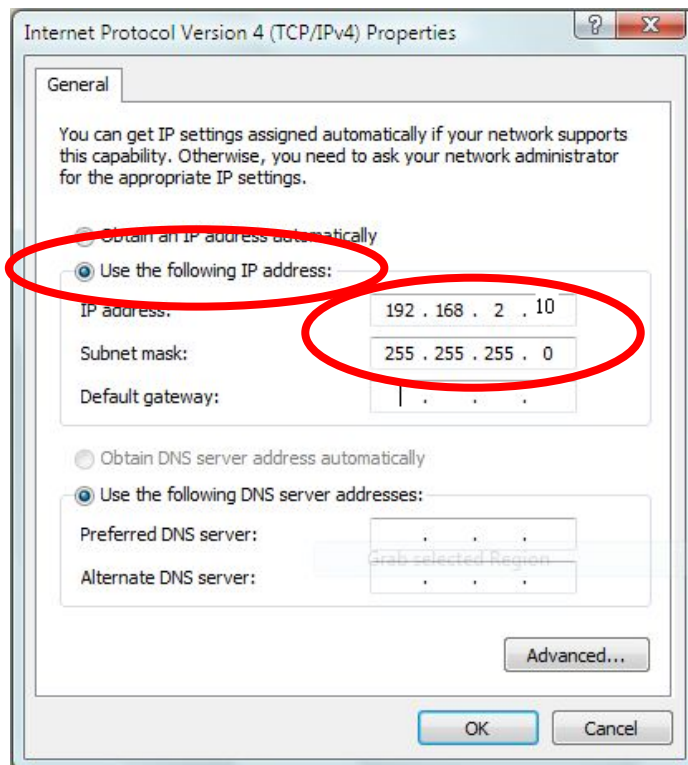 Internet Protocol Version 4 (TCP/IPv4) Properties
General
You can get IP settings assigned automatically if your network supports
this capability. Otherwise, you need to ask your network administrator
for the appropriate IP settings.
Obtain an IP address automatically
Use the following IP address:
IP address: 192 . 168 . 2 . 10
Subnet mask: 255 . 255 . 255 . 0
Default gateway: . . .
Obtain DNS server address automatically
Use the following DNS server addresses:
Preferred DNS server: . . .
Grab selected Region
Alternate DNS server: . . .
Advanced...
OK Cancel